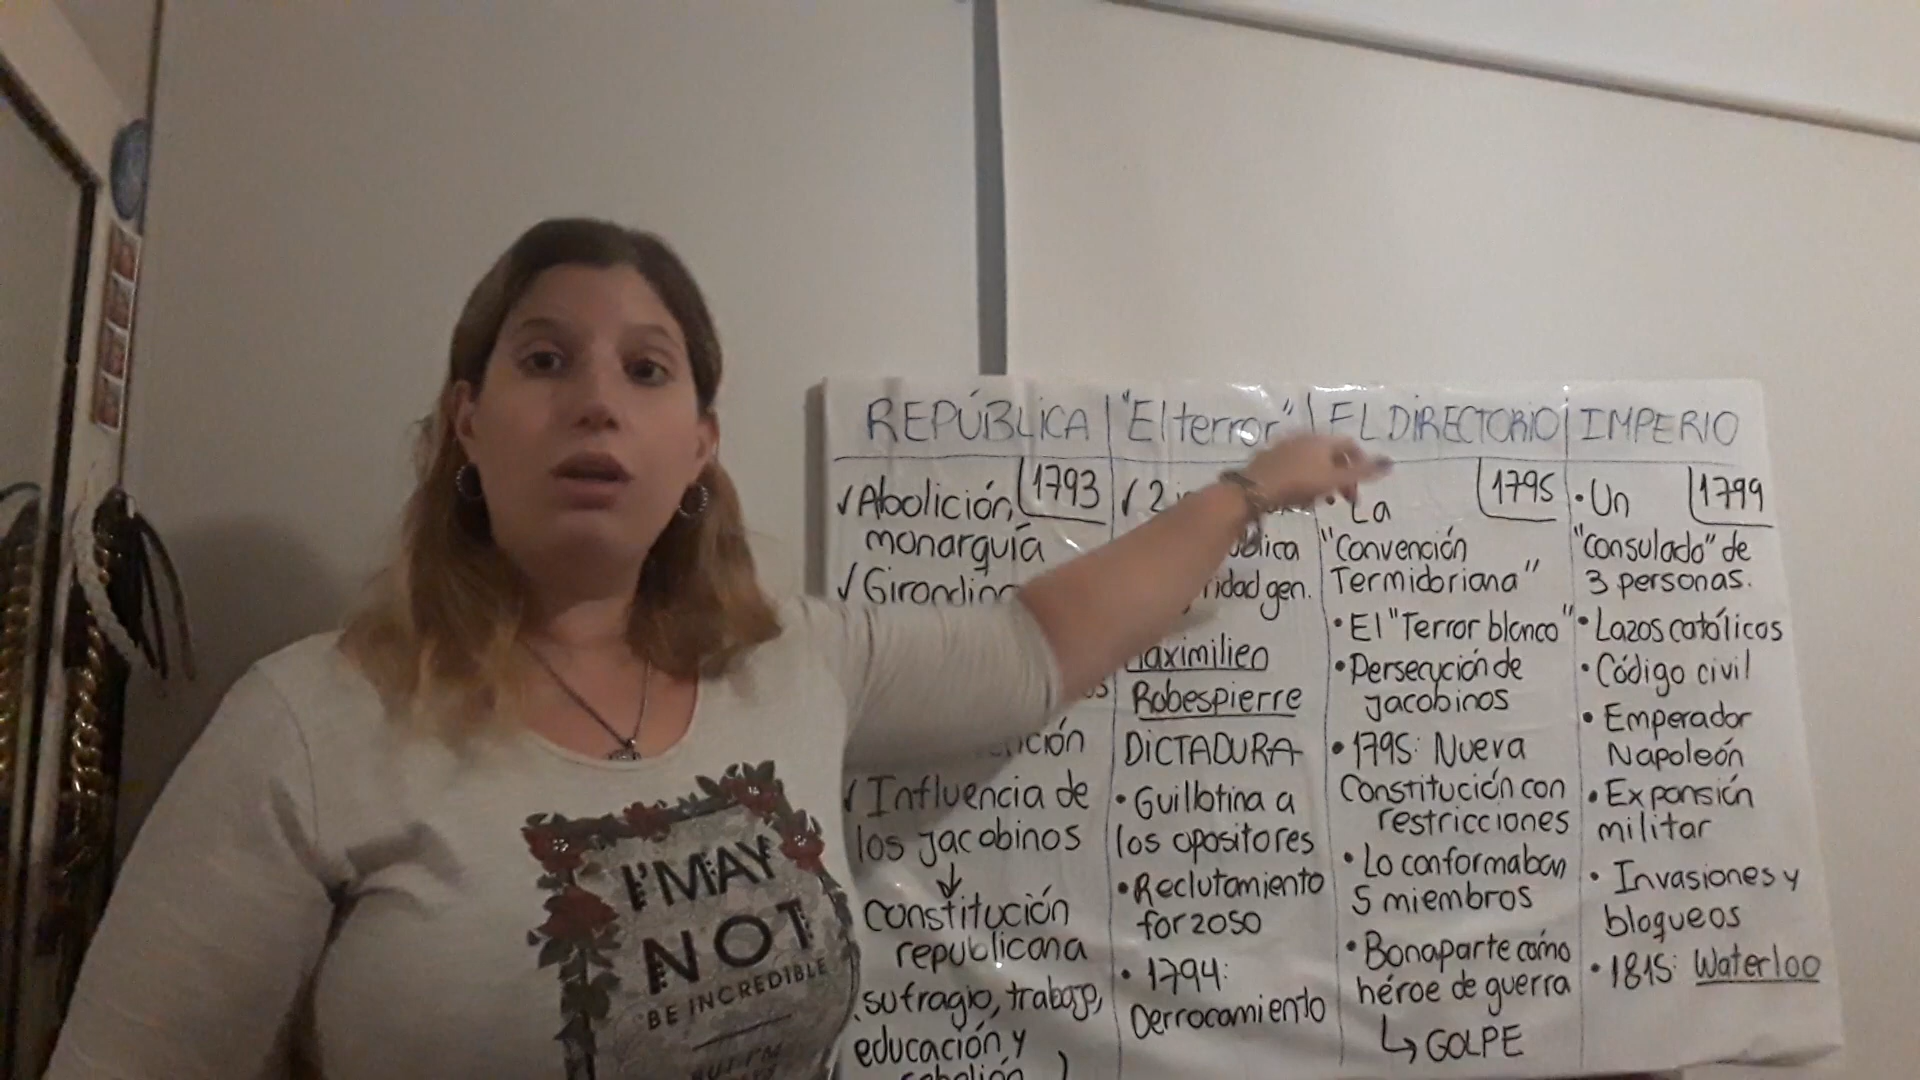 REPÚBLICA
1793
✓Abolición
monarquía
✓Girondin
ción
✓Influencia de
los jacobinos
↓
Constitución
republicana
sufragio, trabajo,
educación y
"El terror"
✓2
idad gen.
Maximilien
Robespierre
DICTADURA
•Guillotina a
los opositores
•Reclutamiento
forzoso
•1794:
Derrocamiento
EL DIRECTORIO
1795
•La
"Convención
Termidoriana"
•El "Terror blanco"
•Persecución de
jacobinos
•1795: Nueva
Constitución con
restricciones
•Lo conformaban
5 miembros
•Bonaparte como
héroe de guerra
↳ GOLPE
IMPERIO
1799
•Un
"consulado" de
3 personas.
•Lazos católicos
•Código civil
•Emperador
Napoleón
•Expansión
militar
•Invasiones y
bloqueos
•1815: Waterloo
I'MAY
NOT
BE INCREDIBLE
BUT I'M